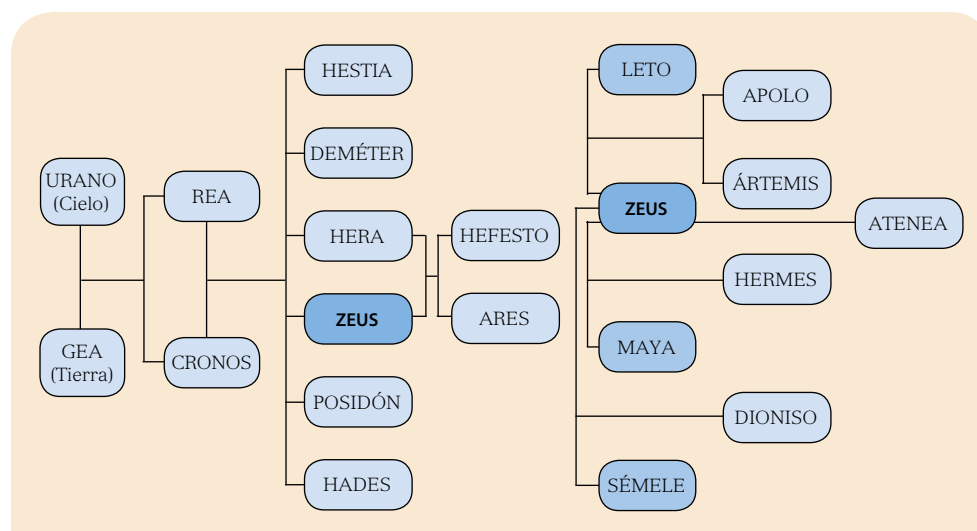 URANO
(Cielo)
GEA
(Tierra)
REA
CRONOS
HESTIA
DEMÉTER
HERA
ZEUS
POSIDÓN
HADES
HEFESTO
ARES
LETO
ZEUS
MAYA
SÉMELE
APOLO
ÁRTEMIS
ATENEA
HERMES
DIONISO